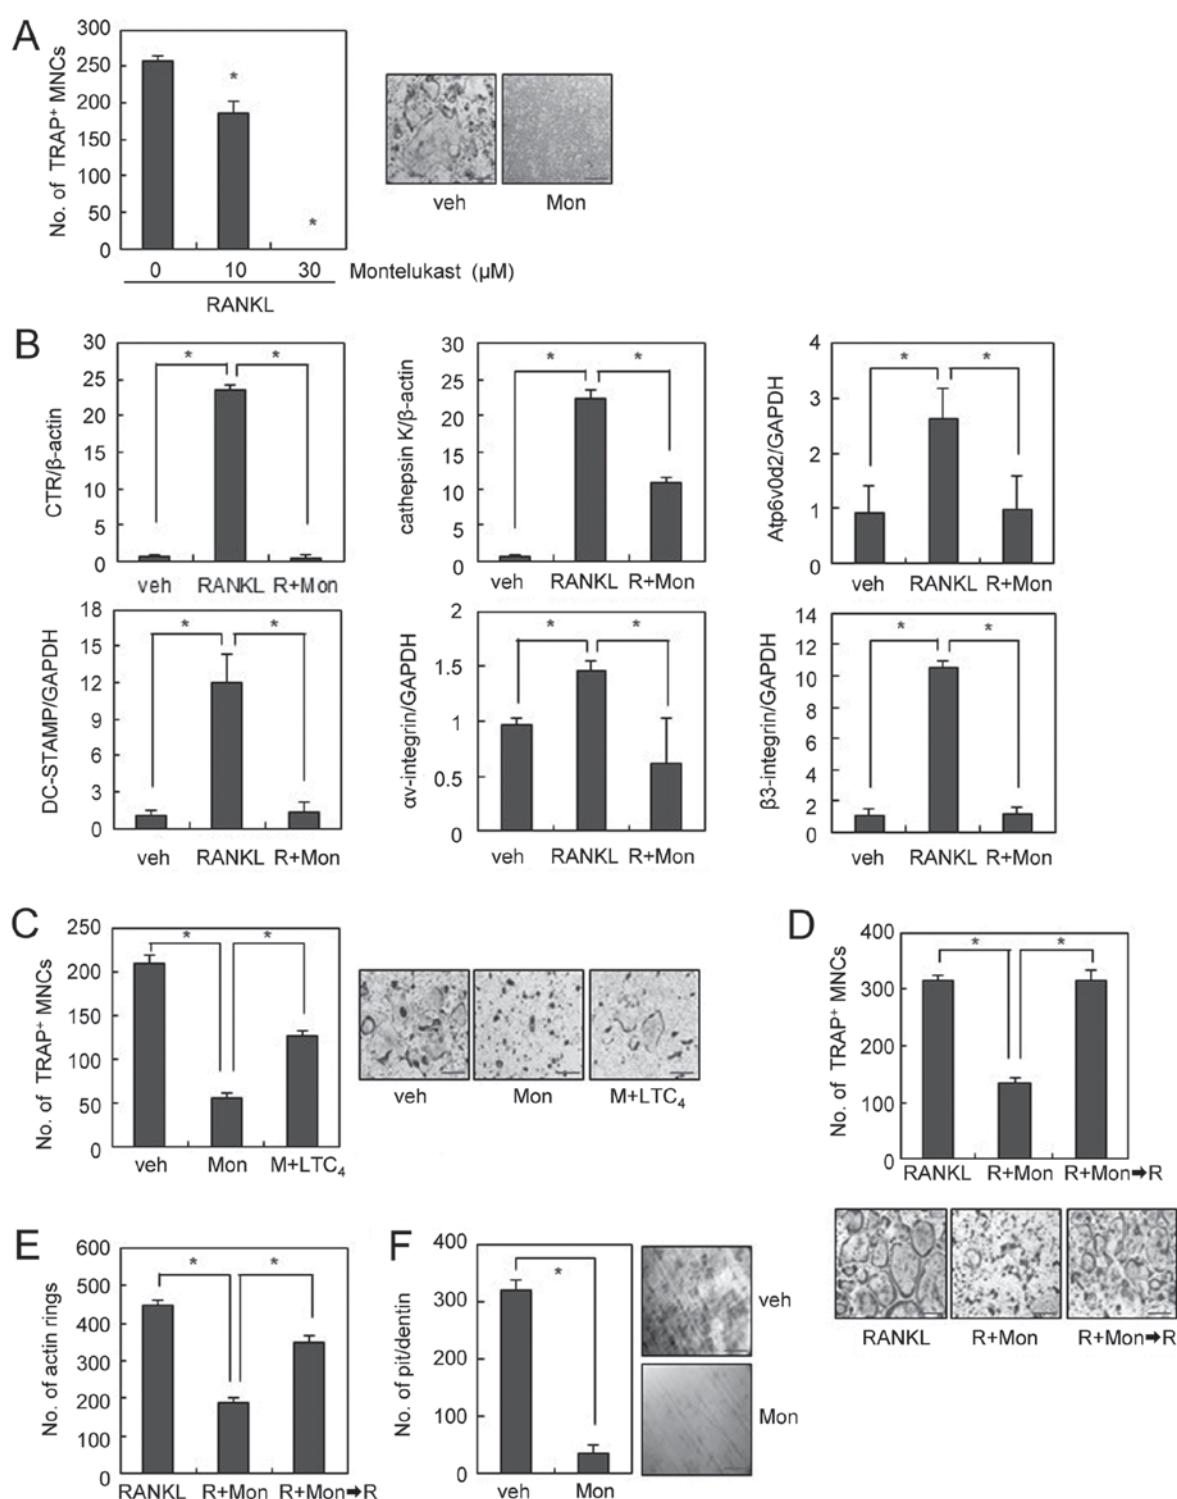 A
No. of TRAP⁺ MNCs
300
250
200
150
100
50
0
*
*
0 10 30 Montelukast (μM)
RANKL
veh Mon
B
CTR/β-actin
30
25
20
15
10
5
0
* *
veh RANKL R+Mon
cathepsin K/β-actin
30
25
20
15
10
5
0
* *
veh RANKL R+Mon
Atp6v0d2/GAPDH
4
3
2
1
0
* *
veh RANKL R+Mon
DC-STAMP/GAPDH
18
15
12
9
6
3
0
* *
veh RANKL R+Mon
αv-integrin/GAPDH
2
1.5
1
0.5
0
* *
veh RANKL R+Mon
β3-integrin/GAPDH
14
12
10
8
6
4
2
0
* *
veh RANKL R+Mon
C
No. of TRAP⁺ MNCs
250
200
150
100
50
0
* *
veh Mon M+LTC₄
veh Mon M+LTC₄
D
No. of TRAP⁺ MNCs
400
300
200
100
0
* *
RANKL R+Mon R+Mon➡R
RANKL R+Mon R+Mon➡R
E
No. of actin rings
600
500
400
300
200
100
0
* *
RANKL R+Mon R+Mon➡R
F
No. of pit/dentin
400
300
200
100
0
*
veh Mon
veh
Mon